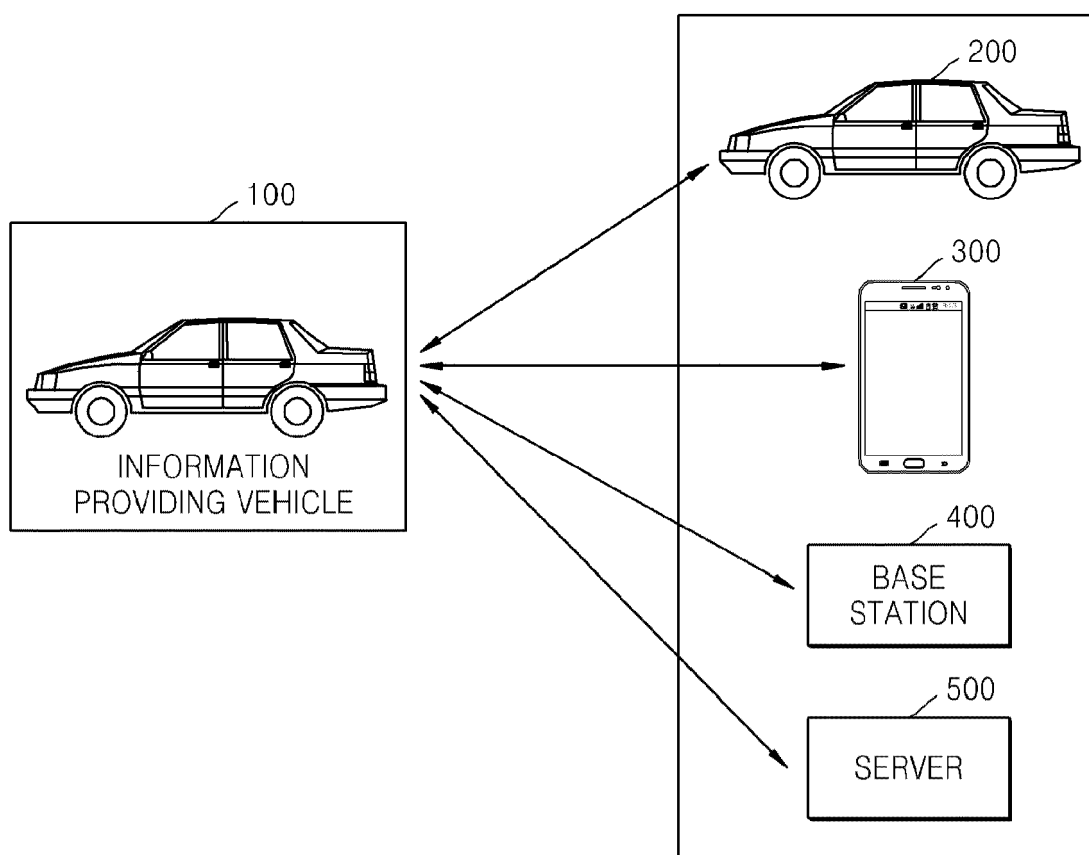 200
100
300
INFORMATION
PROVIDING VEHICLE
400
BASE
STATION
500
SERVER